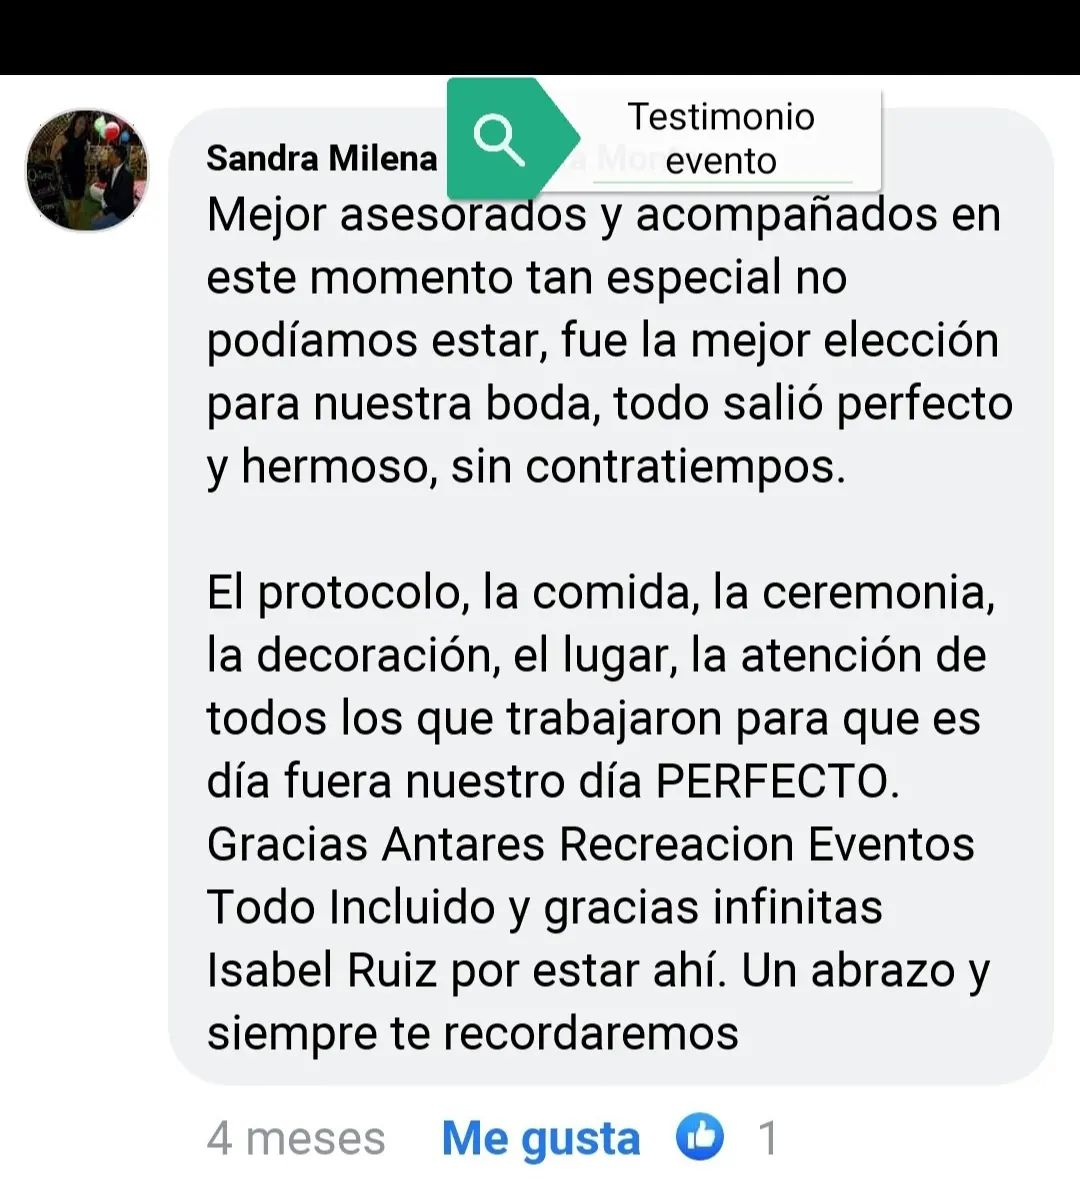 Testimonio
evento
Sandra Milena
Mejor asesorados y acompañados en
este momento tan especial no
podíamos estar, fue la mejor elección
para nuestra boda, todo salió perfecto
y hermoso, sin contratiempos.
El protocolo, la comida, la ceremonia,
la decoración, el lugar, la atención de
todos los que trabajaron para que es
día fuera nuestro día PERFECTO.
Gracias Antares Recreacion Eventos
Todo Incluido y gracias infinitas
Isabel Ruiz por estar ahí. Un abrazo y
siempre te recordaremos
4 meses Me gusta 1